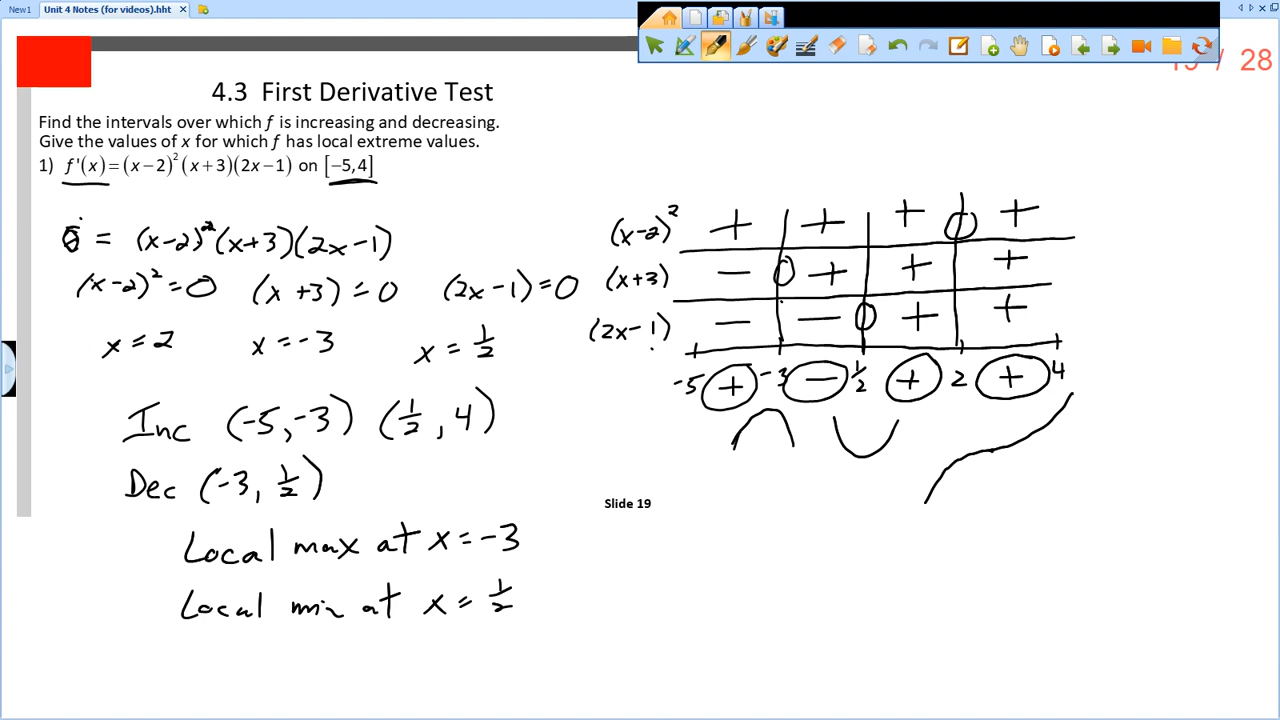 New1
Unit 4 Notes (for videos).hht
/ 28
4.3 First Derivative Test
Find the intervals over which f is increasing and decreasing.
Give the values of x for which f has local extreme values.
1) f'(x)=(x−2)²(x+3)(2x−1) on [−5,4]
0 = (x-2)²(x+3)(2x-1)
(x-2)²=0 (x+3)=0 (2x-1)=0
x=2 x=-3 x=½
Inc (-5,-3) (½,4)
Dec (-3,½)
Local max at x=-3
Local min at x=½
(x-2)² + + + 0 +
(x+3) − 0 + + +
(2x-1) − − 0 + +
-5 + -3 − ½ + 2 + 4
Slide 19